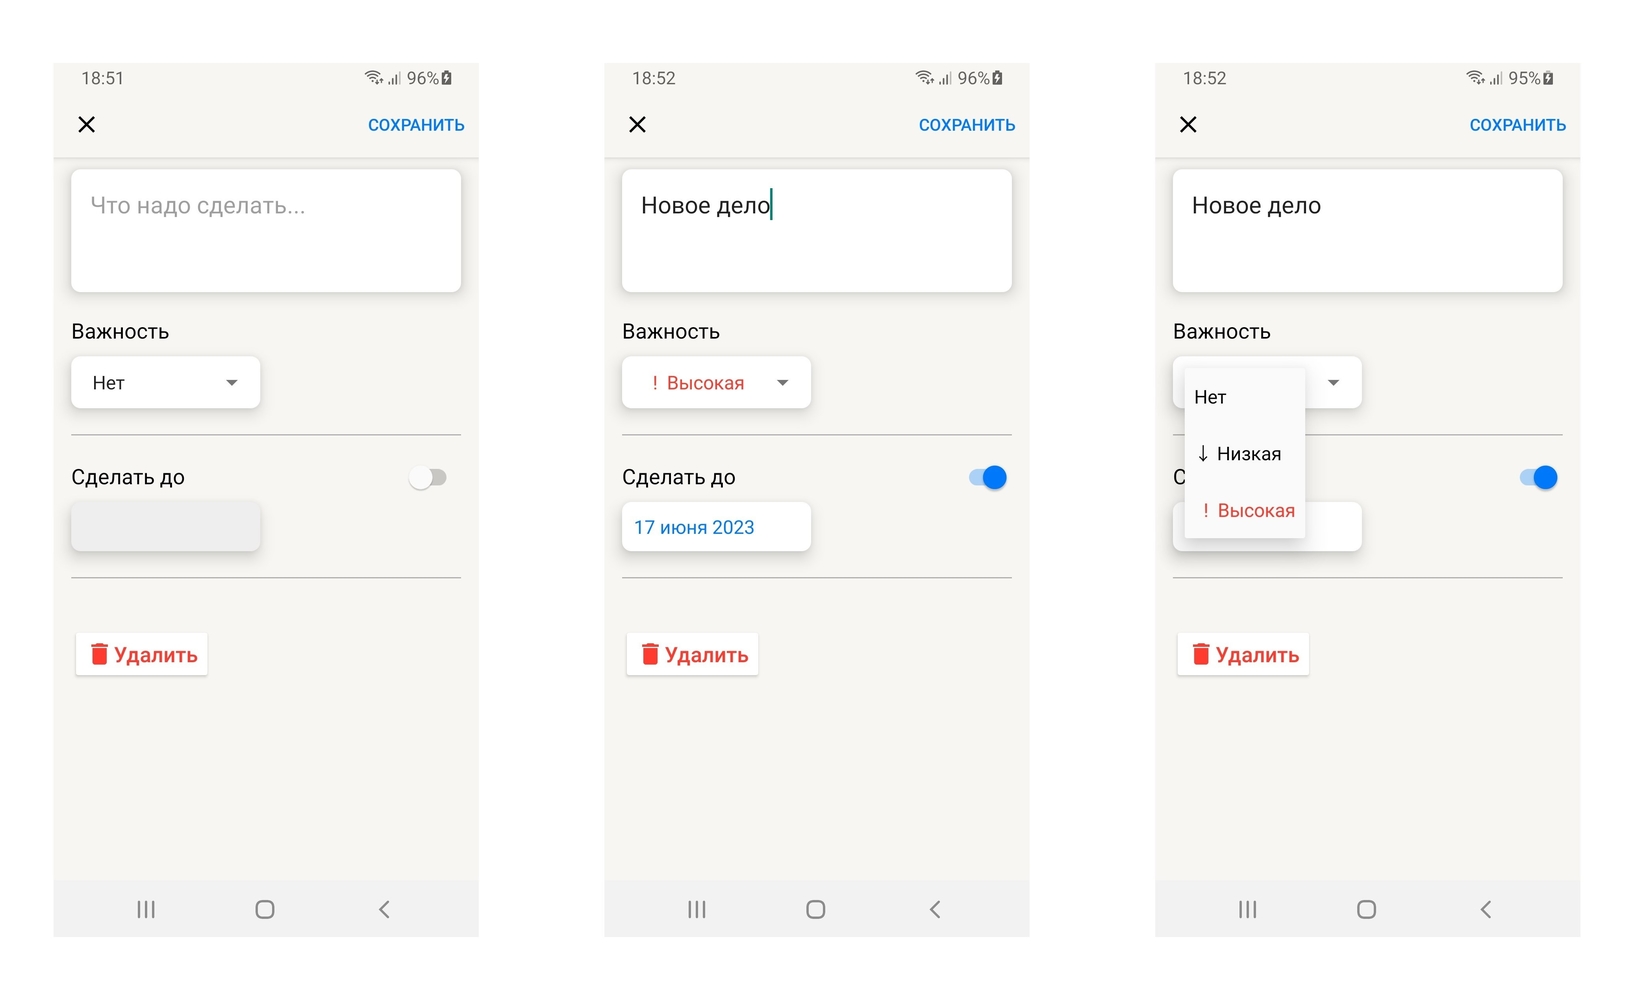 18:51 96%
СОХРАНИТЬ
Что надо сделать...
Важность
Нет
Сделать до
Удалить
18:52 96%
СОХРАНИТЬ
Новое дело
Важность
! Высокая
Сделать до
17 июня 2023
Удалить
18:52 95%
СОХРАНИТЬ
Новое дело
Важность
Нет
↓ Низкая
С
! Высокая
Удалить